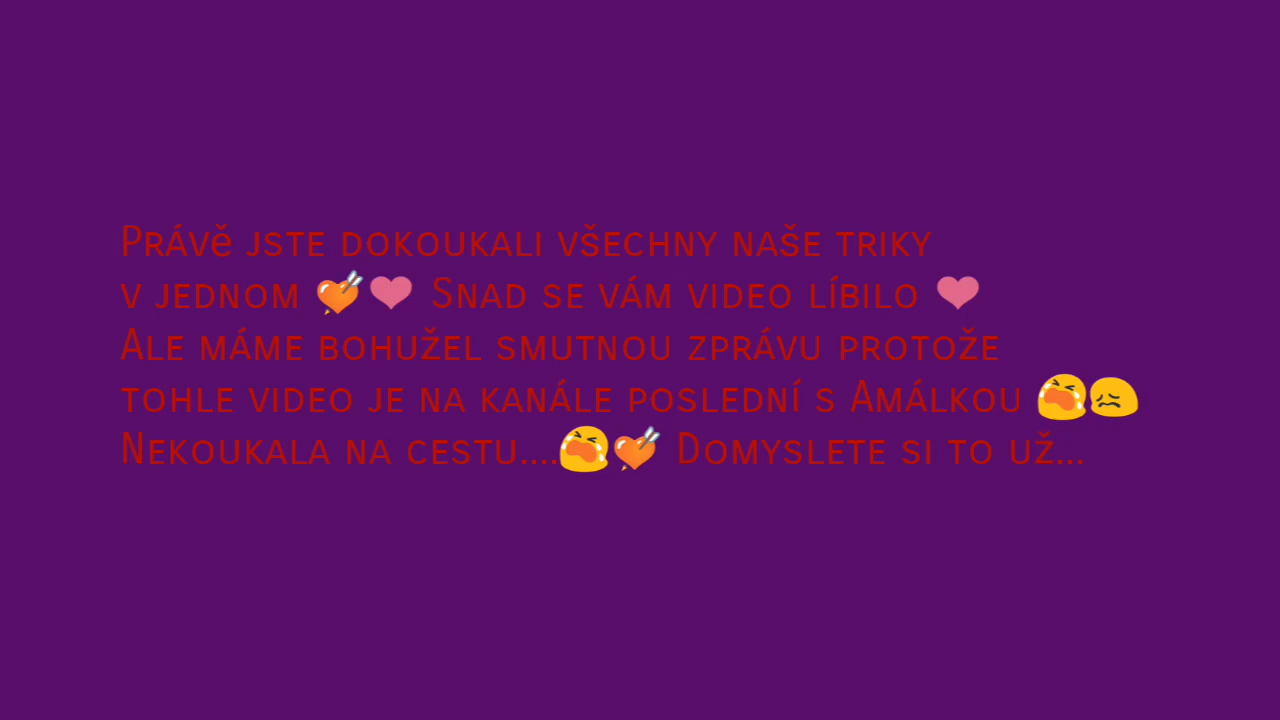 Právě jste dokoukali všechny naše triky
v jednom 💘❤ Snad se vám video líbilo ❤
Ale máme bohužel smutnou zprávu protože
tohle video je na kanále poslední s Amálkou 😭😖
Nekoukala na cestu....😭💘 Domyslete si to už...